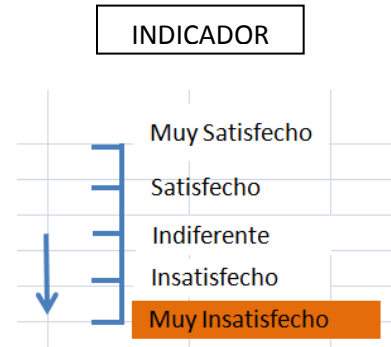 INDICADOR
Muy Satisfecho
Satisfecho
Indiferente
Insatisfecho
Muy Insatisfecho